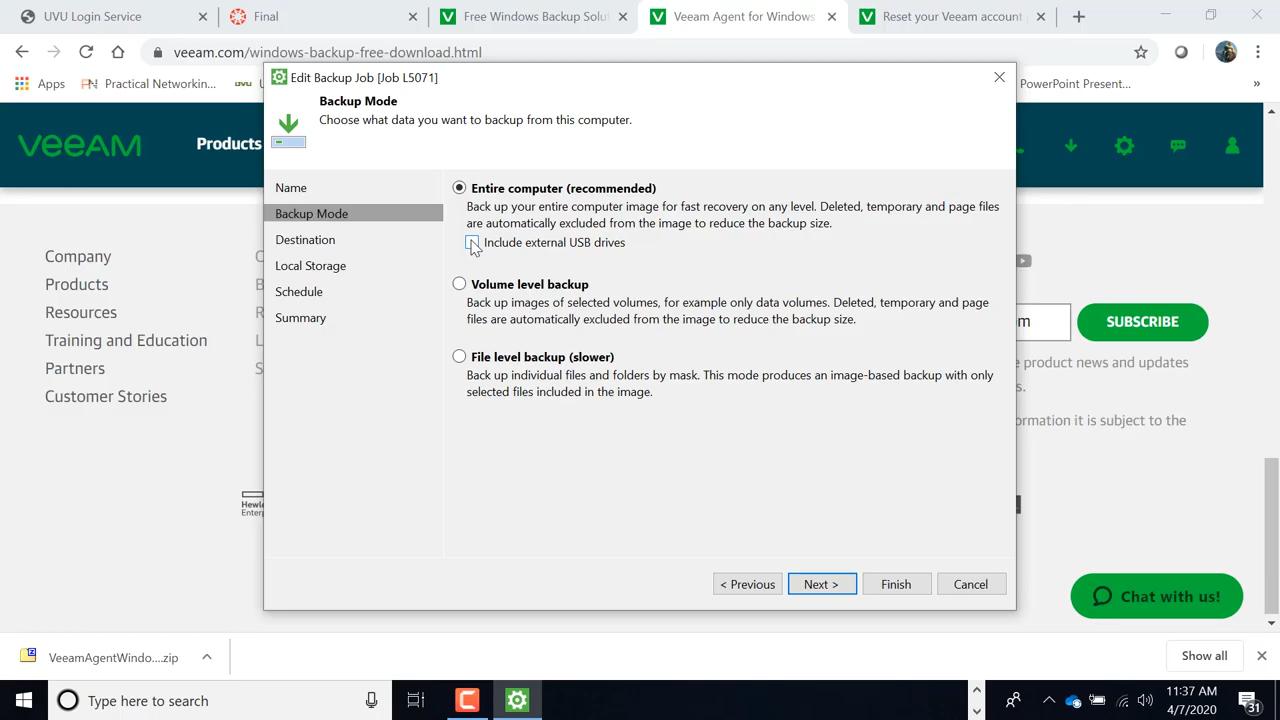 UVU Login Service
Final
Free Windows Backup Solu
Veeam Agent for Windows
Reset your Veeam account
veeam.com/windows-backup-free-download.html
Apps
Practical Networkin...
UVU
PowerPoint Present...
»
Edit Backup Job [Job L5071]
Backup Mode
Choose what data you want to backup from this computer.
VEEAM
Products
Name
Backup Mode
Destination
Local Storage
Schedule
Summary
Entire computer (recommended)
Back up your entire computer image for fast recovery on any level. Deleted, temporary and page files
are automatically excluded from the image to reduce the backup size.
Include external USB drives
Volume level backup
Back up images of selected volumes, for example only data volumes. Deleted, temporary and page
files are automatically excluded from the image to reduce the backup size.
File level backup (slower)
Back up individual files and folders by mask. This mode produces an image-based backup with only
selected files included in the image.
< Previous
Next >
Finish
Cancel
Company
Products
Resources
Training and Education
Partners
Customer Stories
om
SUBSCRIBE
e product news and updates
s.
ormation it is subject to the
Hewle
Enterp
Chat with us!
VeeamAgentWindo....zip
Show all
Type here to search
11:37 AM
4/7/2020
31